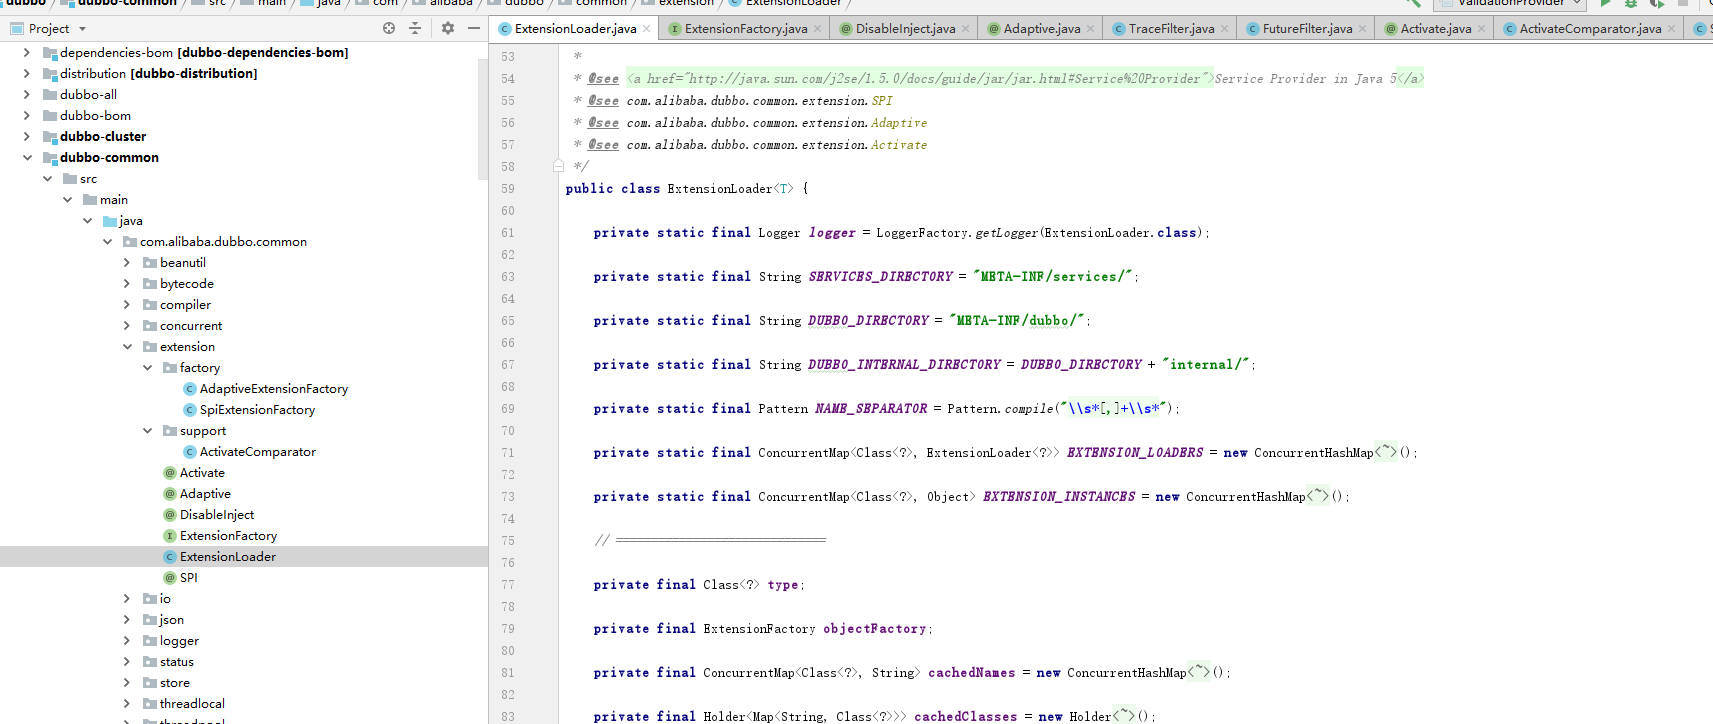 dubbo dubbo-common src main java com alibaba dubbo common extension ExtensionLoader ValidationProvider
Project
ExtensionLoader.java ExtensionFactory.java DisableInject.java Adaptive.java TraceFilter.java FutureFilter.java Activate.java ActivateComparator.java S
dependencies-bom [dubbo-dependencies-bom]
distribution [dubbo-distribution]
dubbo-all
dubbo-bom
dubbo-cluster
dubbo-common
src
main
java
com.alibaba.dubbo.common
beanutil
bytecode
compiler
concurrent
extension
factory
AdaptiveExtensionFactory
SpiExtensionFactory
support
ActivateComparator
Activate
Adaptive
DisableInject
ExtensionFactory
ExtensionLoader
SPI
io
json
logger
status
store
threadlocal
threadpool
53 *
54 * @see <a href="http://java.sun.com/j2se/1.5.0/docs/guide/jar/jar.html#Service%20Provider">Service Provider in Java 5</a>
55 * @see com.alibaba.dubbo.common.extension.SPI
56 * @see com.alibaba.dubbo.common.extension.Adaptive
57 * @see com.alibaba.dubbo.common.extension.Activate
58 */
59 public class ExtensionLoader<T> {
60
61 private static final Logger logger = LoggerFactory.getLogger(ExtensionLoader.class);
62
63 private static final String SERVICES_DIRECTORY = "META-INF/services/";
64
65 private static final String DUBBO_DIRECTORY = "META-INF/dubbo/";
66
67 private static final String DUBBO_INTERNAL_DIRECTORY = DUBBO_DIRECTORY + "internal/";
68
69 private static final Pattern NAME_SEPARATOR = Pattern.compile("\\s*[,]+\\s*");
70
71 private static final ConcurrentMap<Class<?>, ExtensionLoader<?>> EXTENSION_LOADERS = new ConcurrentHashMap<~>();
72
73 private static final ConcurrentMap<Class<?>, Object> EXTENSION_INSTANCES = new ConcurrentHashMap<~>();
74
75 // ==============================
76
77 private final Class<?> type;
78
79 private final ExtensionFactory objectFactory;
80
81 private final ConcurrentMap<Class<?>, String> cachedNames = new ConcurrentHashMap<~>();
82
83 private final Holder<Map<String, Class<?>>> cachedClasses = new Holder<~>();